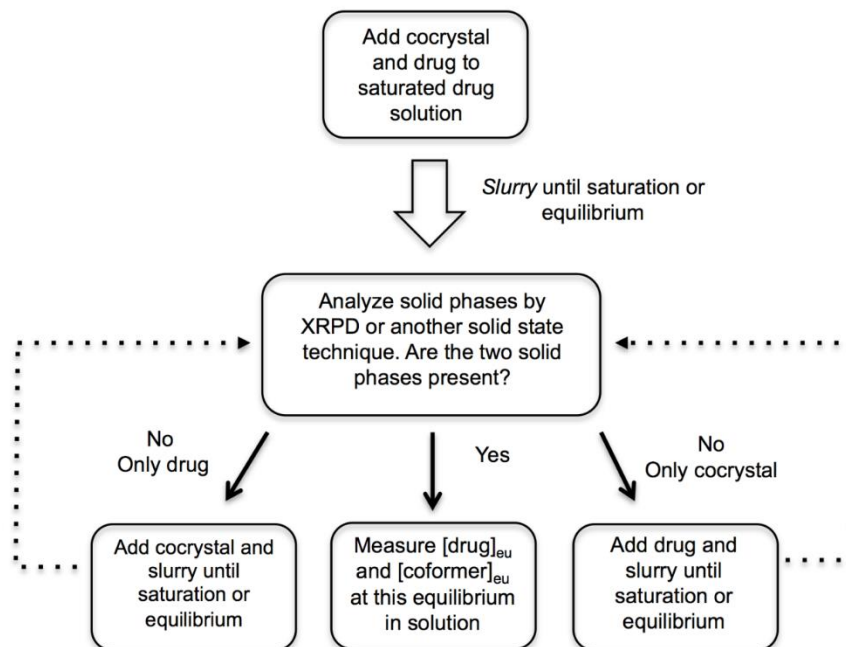 Add cocrystal
and drug to
saturated drug
solution
Slurry until saturation or
equilibrium
Analyze solid phases by
XRPD or another solid state
technique. Are the two solid
phases present?
No
Only drug
Yes
No
Only cocrystal
Add cocrystal and
slurry until
saturation or
equilibrium
Measure [drug]eu
and [coformer]eu
at this equilibrium
in solution
Add drug and
slurry until
saturation or
equilibrium